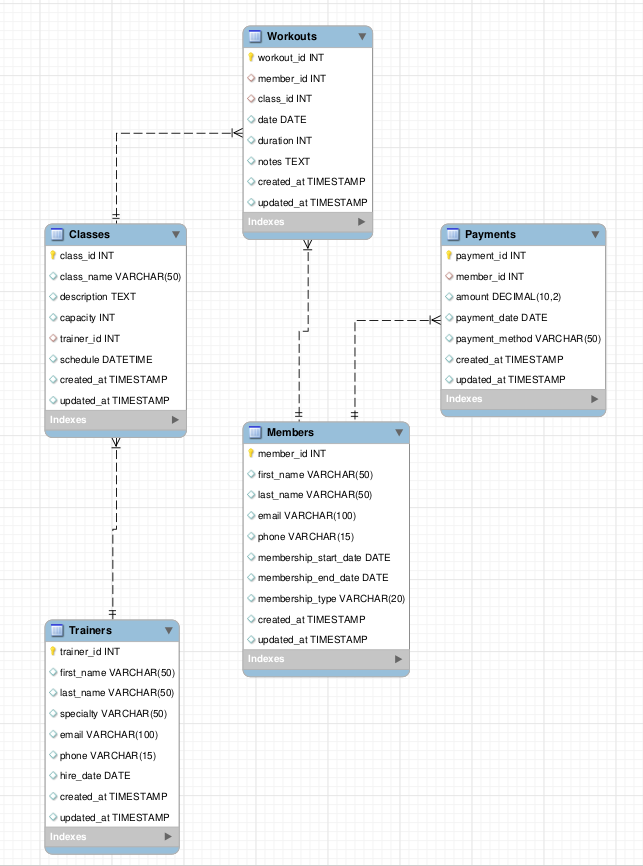 Workouts
workout_id INT
member_id INT
class_id INT
date DATE
duration INT
notes TEXT
created_at TIMESTAMP
updated_at TIMESTAMP
Indexes
Classes
class_id INT
class_name VARCHAR(50)
description TEXT
capacity INT
trainer_id INT
schedule DATETIME
created_at TIMESTAMP
updated_at TIMESTAMP
Indexes
Payments
payment_id INT
member_id INT
amount DECIMAL(10,2)
payment_date DATE
payment_method VARCHAR(50)
created_at TIMESTAMP
updated_at TIMESTAMP
Indexes
Members
member_id INT
first_name VARCHAR(50)
last_name VARCHAR(50)
email VARCHAR(100)
phone VARCHAR(15)
membership_start_date DATE
membership_end_date DATE
membership_type VARCHAR(20)
created_at TIMESTAMP
updated_at TIMESTAMP
Indexes
Trainers
trainer_id INT
first_name VARCHAR(50)
last_name VARCHAR(50)
specialty VARCHAR(50)
email VARCHAR(100)
phone VARCHAR(15)
hire_date DATE
created_at TIMESTAMP
updated_at TIMESTAMP
Indexes